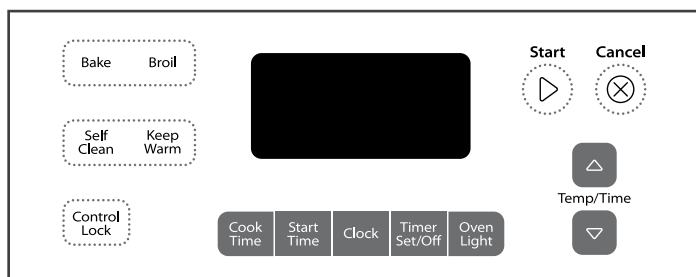 Bake Broil
Self Clean
Keep Warm
Control Lock
Start Cancel
Temp/Time
Cook Time
Start Time
Clock
Timer Set/Off
Oven Light